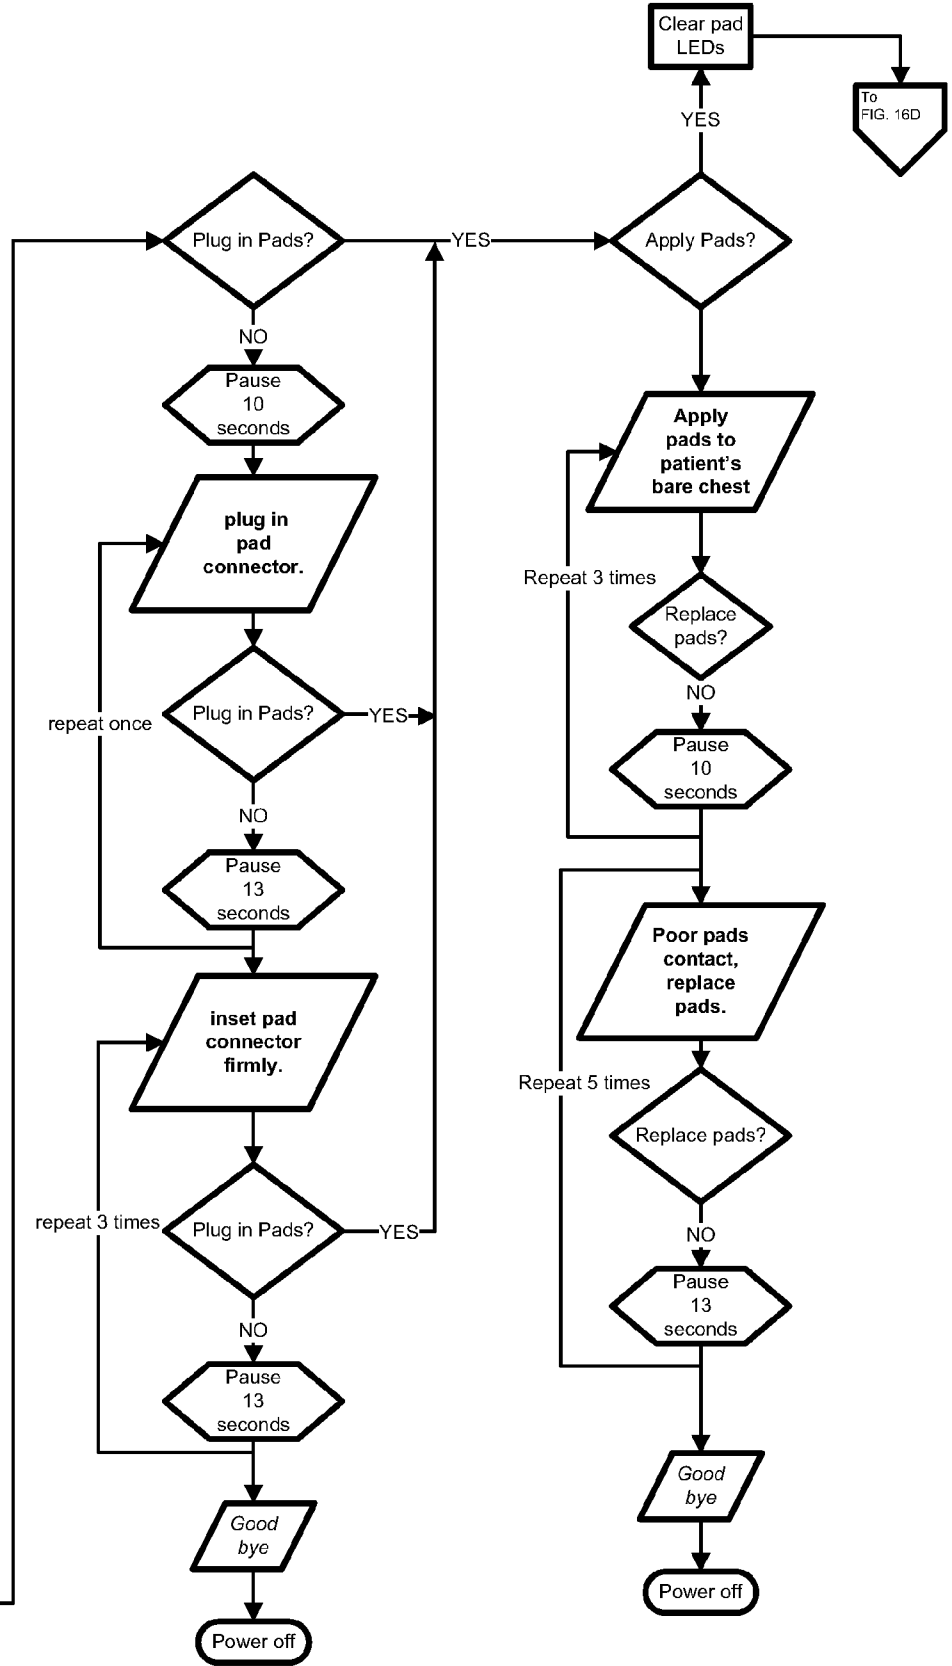 Clear pad
LEDs
To
FIG. 16D
YES
Plug in Pads?
YES
Apply Pads?
NO
Pause
10
seconds
plug in
pad
connector.
repeat once
Plug in Pads?
YES
NO
Pause
13
seconds
inset pad
connector
firmly.
repeat 3 times
Plug in Pads?
YES
NO
Pause
13
seconds
Good
bye
Power off
Apply
pads to
patient's
bare chest
Repeat 3 times
Replace
pads?
NO
Pause
10
seconds
Poor pads
contact,
replace
pads.
Repeat 5 times
Replace pads?
NO
Pause
13
seconds
Good
bye
Power off